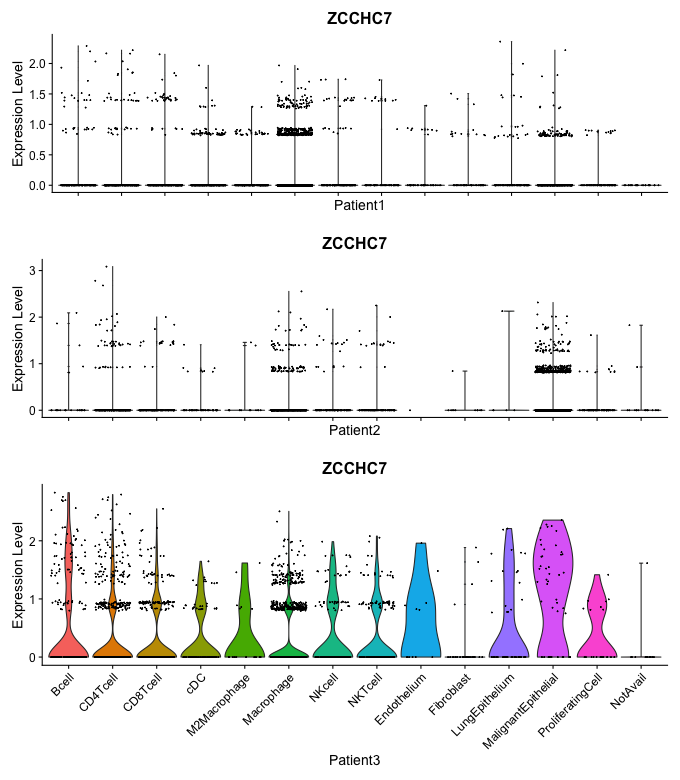 ZCCHC7
Expression Level
2.0
1.5
1.0
0.5
0.0
Patient1
ZCCHC7
Expression Level
3
2
1
0
Patient2
ZCCHC7
Expression Level
2
1
0
Bcell
CD4Tcell
CD8Tcell
cDC
M2Macrophage
Macrophage
NKcell
NKTcell
Endothelium
Fibroblast
LungEpithelium
MalignantEpithelial
ProliferatingCell
NotAvail
Patient3